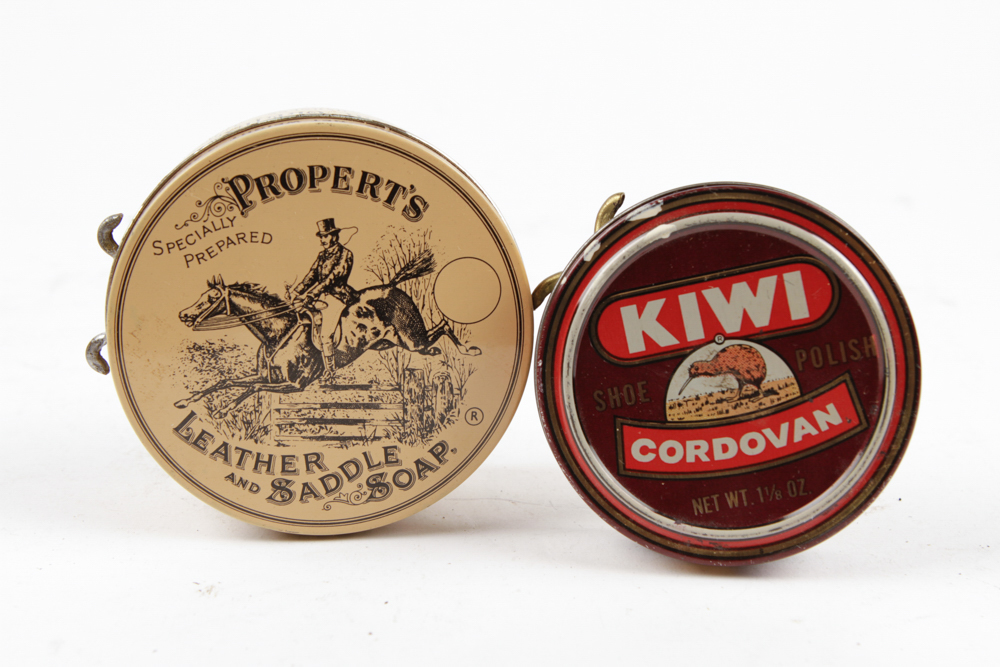 PROPERT'S
SPECIALLY
PREPARED
LEATHER
AND SADDLE
SOAP.
®
KIWI
®
SHOE POLISH
CORDOVAN
NET WT. 1⅛ OZ.